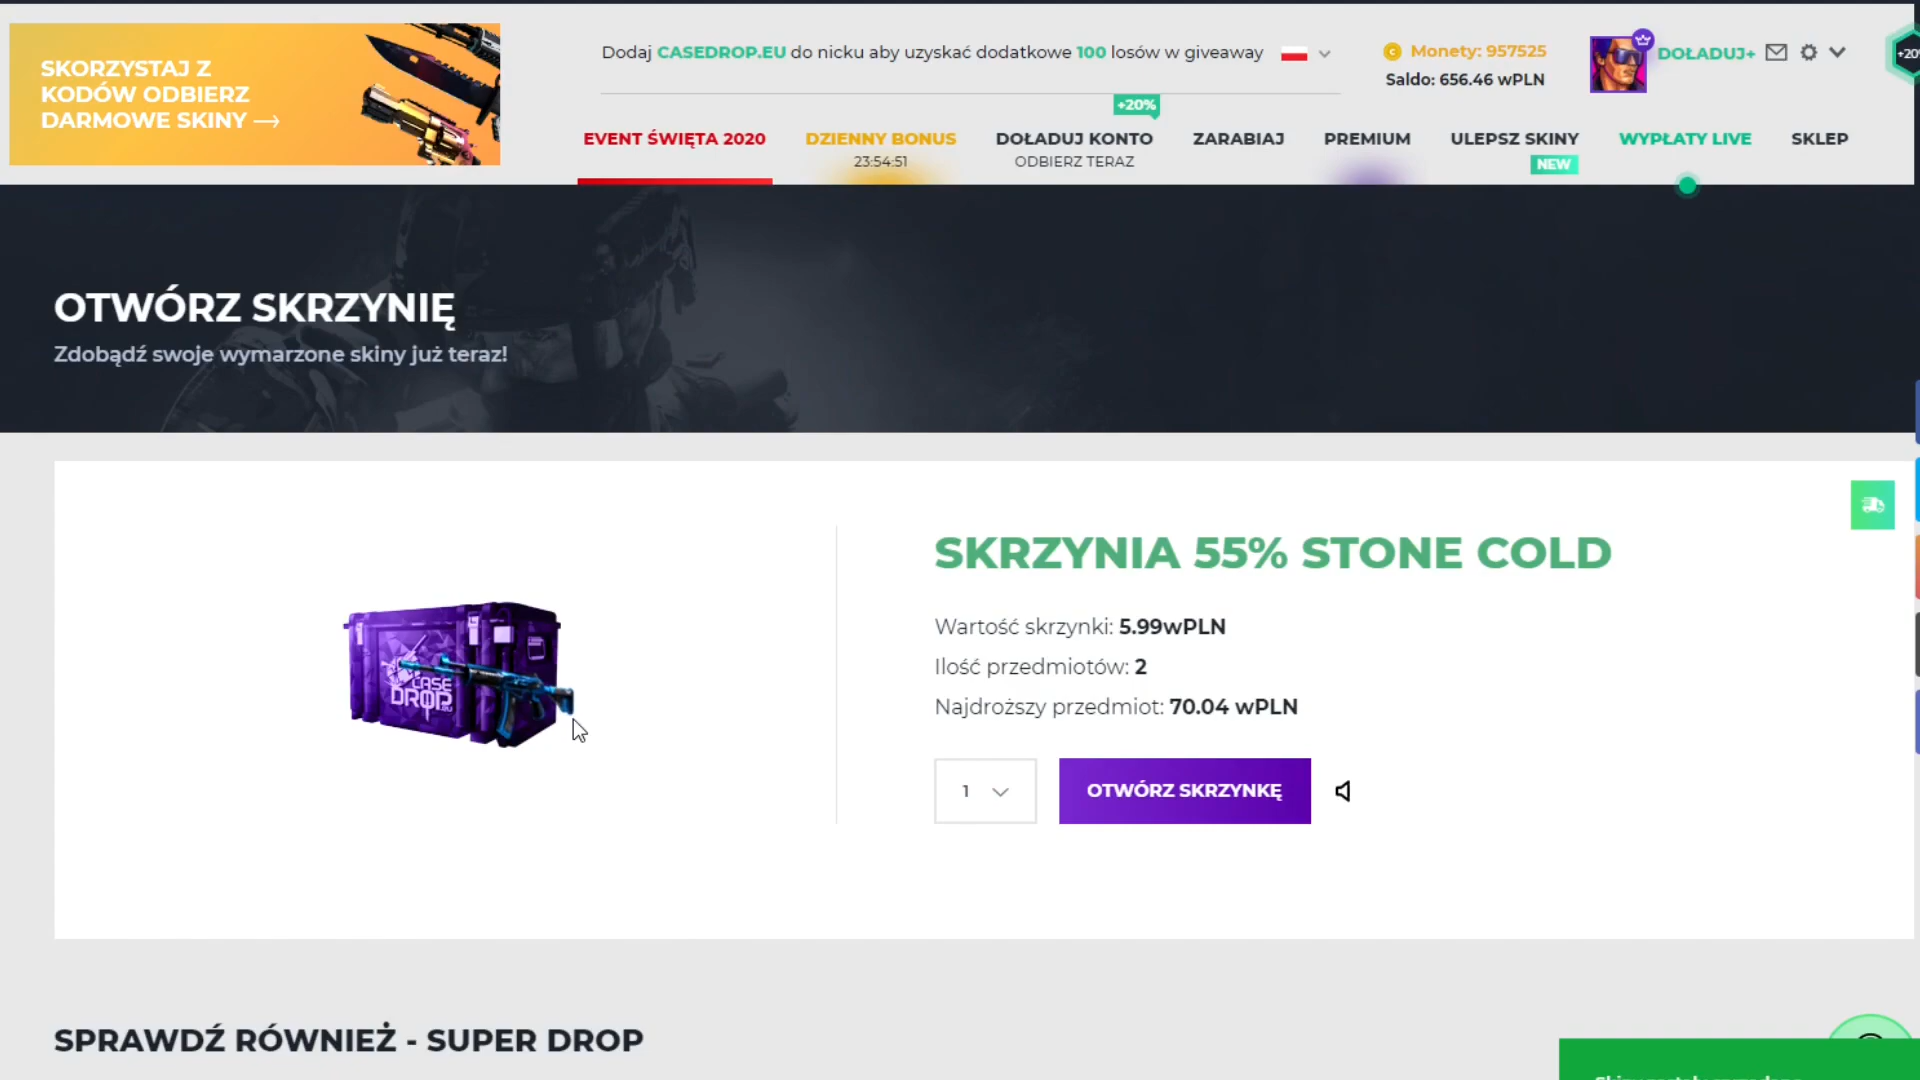 SKORZYSTAJ Z
KODÓW ODBIERZ
DARMOWE SKINY →
Dodaj CASEDROP.EU do nicku aby uzyskać dodatkowe 100 losów w giveaway
Monety: 957525
Saldo: 656.46 wPLN
DOŁADUJ+
+20%
+20%
EVENT ŚWIĘTA 2020
DZIENNY BONUS
23:54:51
DOŁADUJ KONTO
ODBIERZ TERAZ
ZARABIAJ
PREMIUM
ULEPSZ SKINY
NEW
WYPŁATY LIVE
SKLEP
OTWÓRZ SKRZYNIĘ
Zdobądź swoje wymarzone skiny już teraz!
CASE
DROP.EU
SKRZYNIA 55% STONE COLD
Wartość skrzynki: 5.99wPLN
Ilość przedmiotów: 2
Najdroższy przedmiot: 70.04 wPLN
1
OTWÓRZ SKRZYNKĘ
SPRAWDŹ RÓWNIEŻ - SUPER DROP